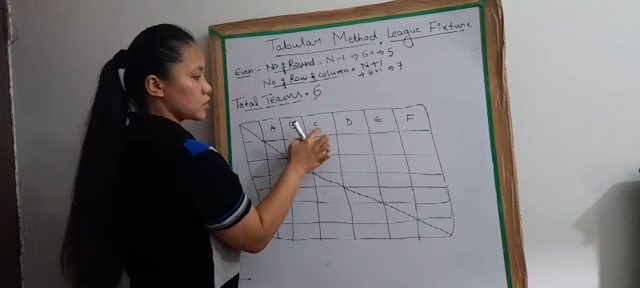 Tabular Method League Fixture
Even:- No of Round = N-1 → 6-1 → 5
No of Row & column = N+1
→ 6+1 → 7
Total Teams = 6
A B C D E F